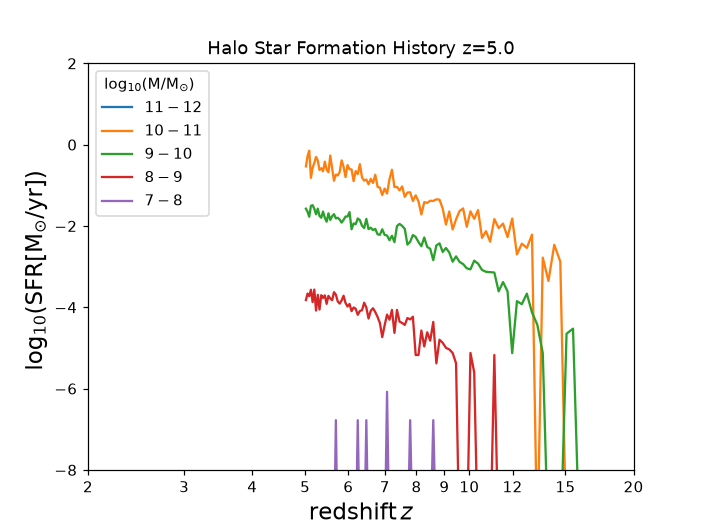 Halo Star Formation History z=5.0
log₁₀(SFR[M⊙/yr])
2
0
−2
−4
−6
−8
log₁₀(M/M⊙)
11 − 12
10 − 11
9 − 10
8 − 9
7 − 8
2 3 4 5 6 7 8 9 10 12 15 20
redshift z